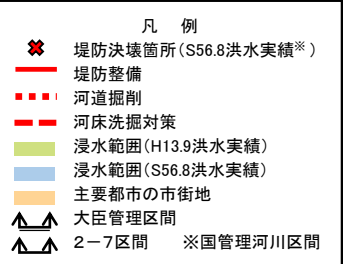 凡 例
堤防決壊箇所(S56.8洪水実績※)
堤防整備
河道掘削
河床洗掘対策
浸水範囲(H13.9洪水実績)
浸水範囲(S56.8洪水実績)
主要都市の市街地
大臣管理区間
2-7区間 ※国管理河川区間